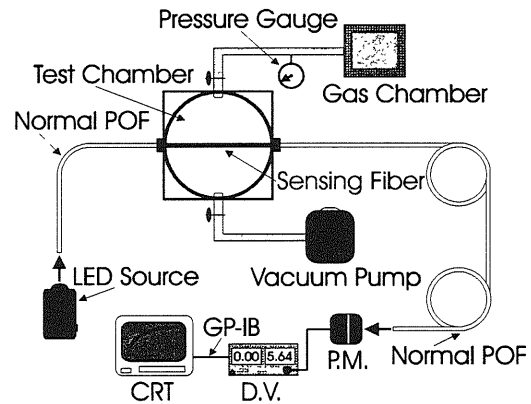 Pressure Gauge
Test Chamber
Gas Chamber
Normal POF
Sensing Fiber
LED Source
Vacuum Pump
GP-IB
0.00 5.64
Normal POF
P.M.
CRT
D.V.